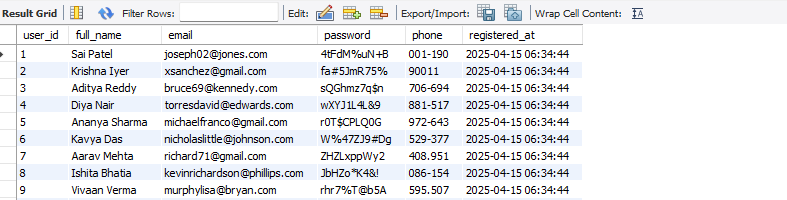 Result Grid Filter Rows: Edit: Export/Import: Wrap Cell Content: IA
user_id full_name email password phone registered_at
1 Sai Patel joseph02@jones.com 4tFdM%uN+B 001-190 2025-04-15 06:34:44
2 Krishna Iyer xsanchez@gmail.com fa#5JmR75% 90011 2025-04-15 06:34:44
3 Aditya Reddy bruce69@kennedy.com sQGhmz7q$n 706-694 2025-04-15 06:34:44
4 Diya Nair torresdavid@edwards.com wXYJ1L4L&9 881-517 2025-04-15 06:34:44
5 Ananya Sharma michaelfranco@gmail.com r0T$CPLQ0G 972-643 2025-04-15 06:34:44
6 Kavya Das nicholaslittle@johnson.com W%47ZJ9#Dg 529-377 2025-04-15 06:34:44
7 Aarav Mehta richard71@gmail.com ZHZLxppWy2 408.951 2025-04-15 06:34:44
8 Ishita Bhatia kevinrichardson@phillips.com JbHZo*K4&! 086-154 2025-04-15 06:34:44
9 Vivaan Verma murphylisa@bryan.com rhr7%T@b5A 595.507 2025-04-15 06:34:44